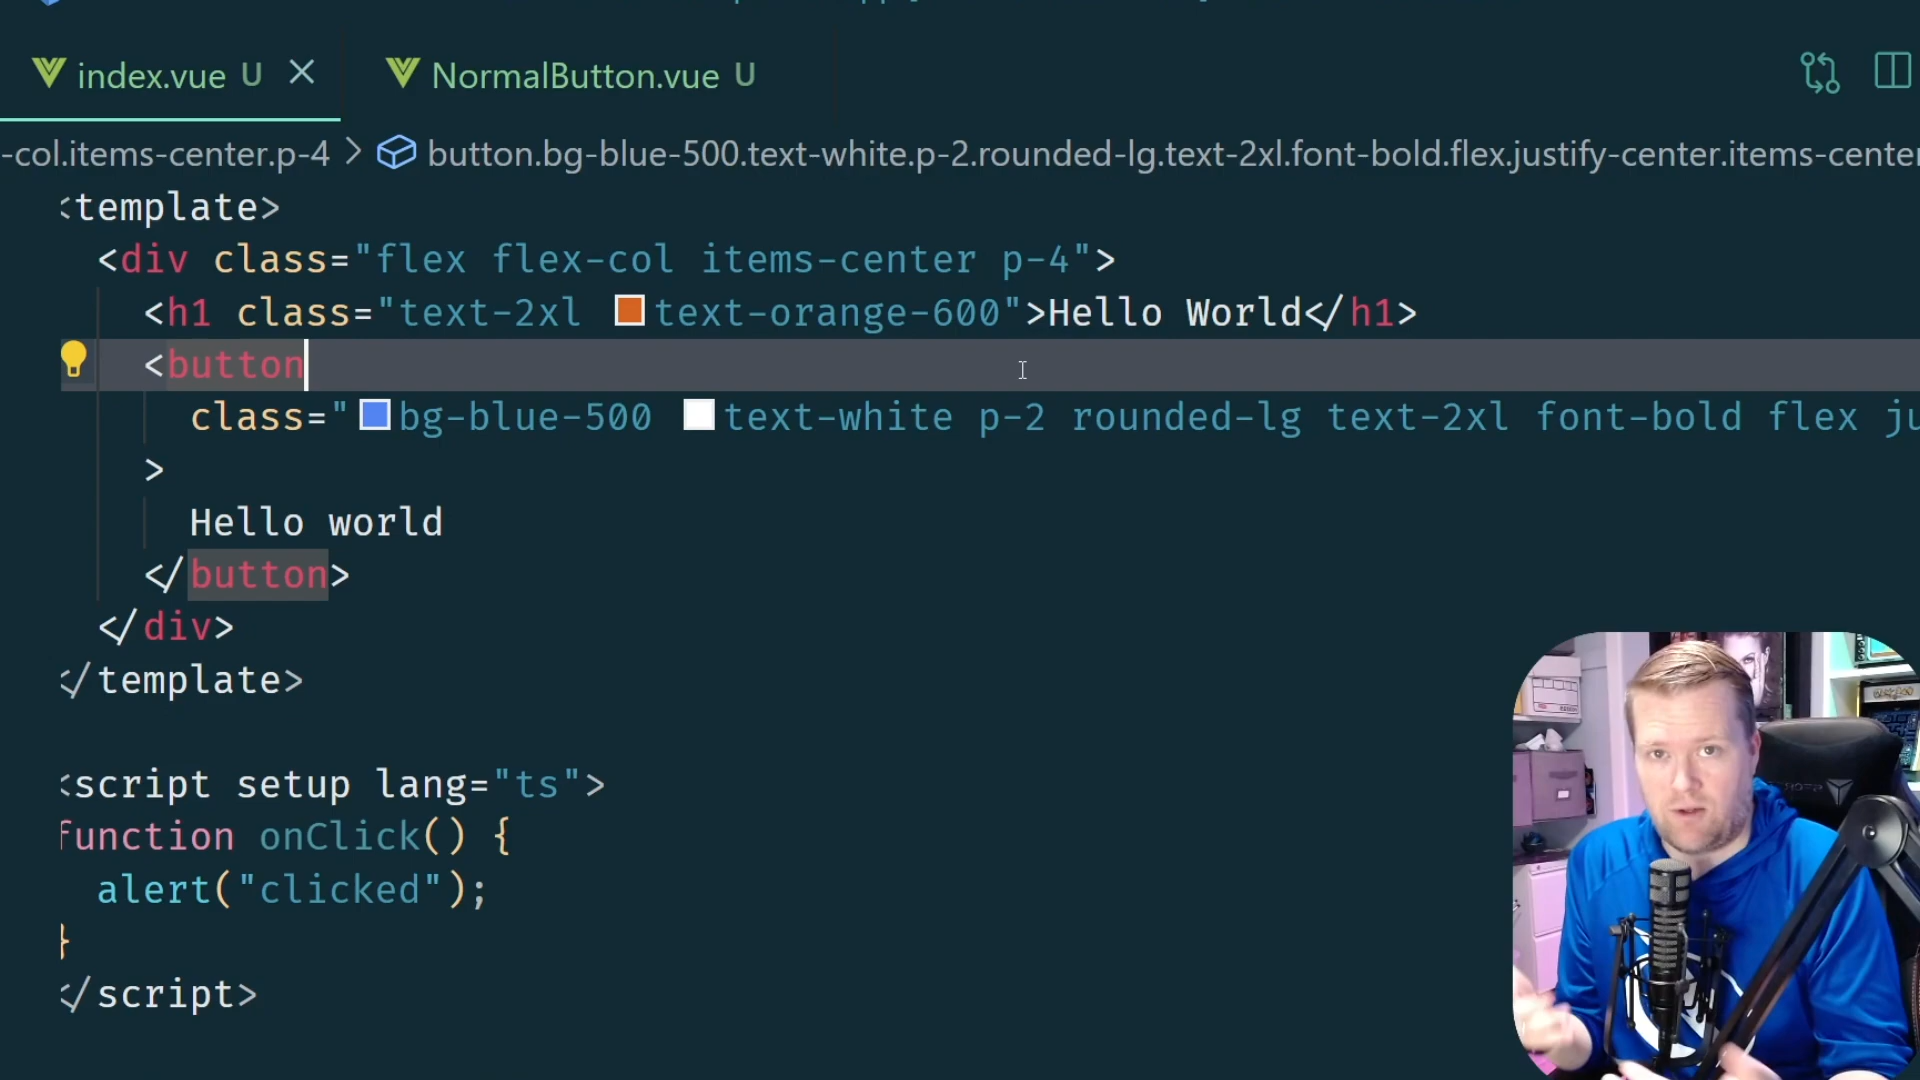 index.vue U
NormalButton.vue U
-col.items-center.p-4 > button.bg-blue-500.text-white.p-2.rounded-lg.text-2xl.font-bold.flex.justify-center.items-center
<template>
<div class="flex flex-col items-center p-4">
<h1 class="text-2xl text-orange-600">Hello World</h1>
<button
class="bg-blue-500 text-white p-2 rounded-lg text-2xl font-bold flex ju
>
Hello world
</button>
</div>
</template>
<script setup lang="ts">
function onClick() {
alert("clicked");
}
</script>